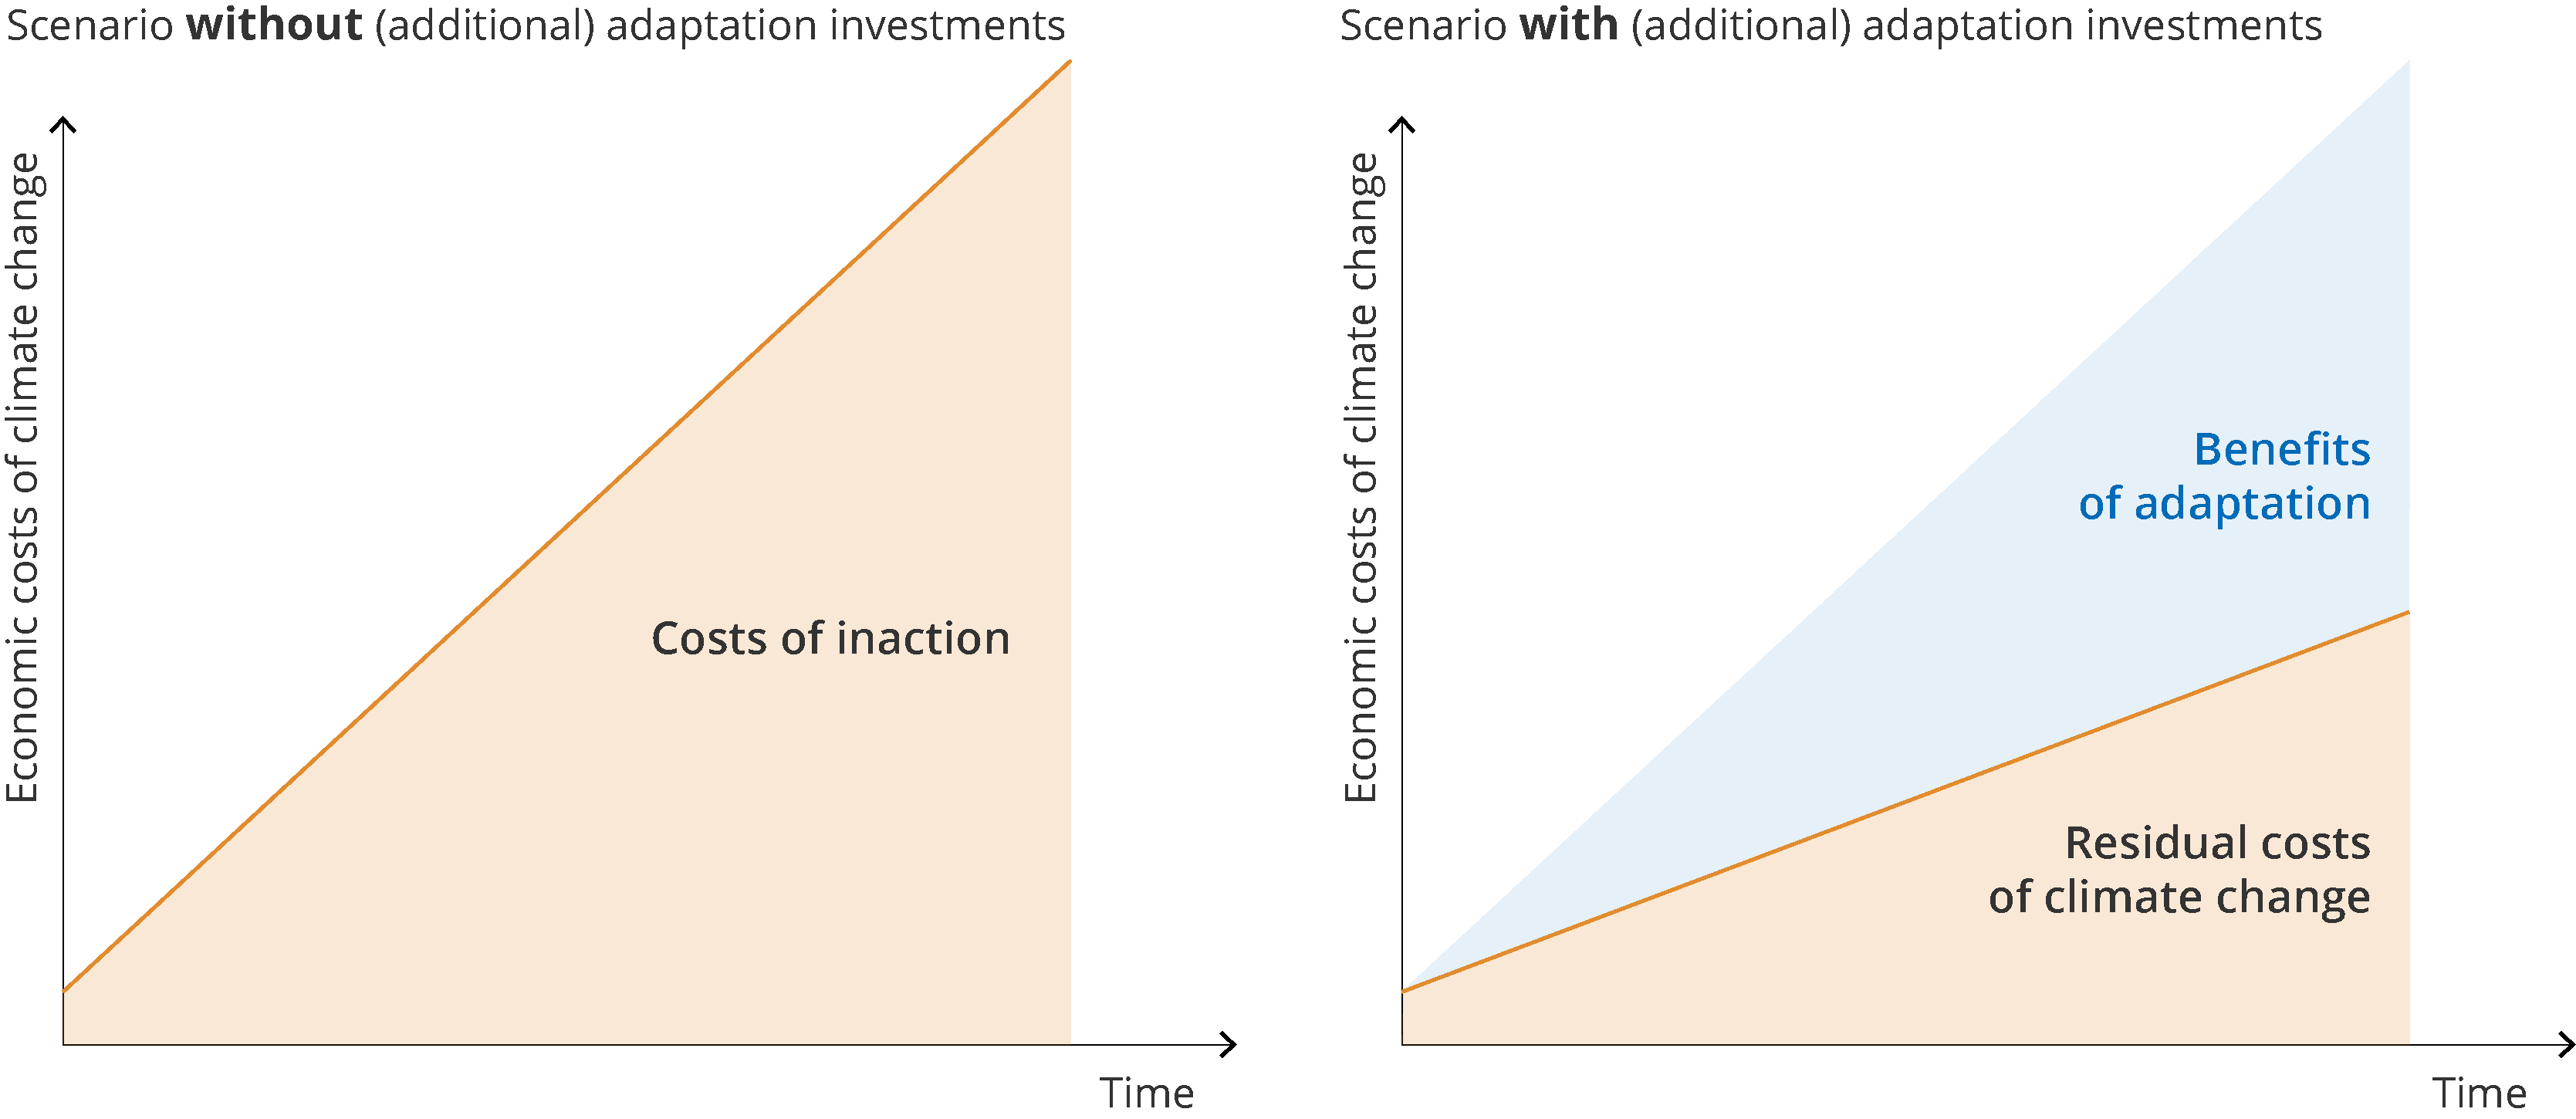 Scenario without (additional) adaptation investments
Economic costs of climate change
Costs of inaction
Time
Scenario with (additional) adaptation investments
Economic costs of climate change
Benefits
of adaptation
Residual costs
of climate change
Time